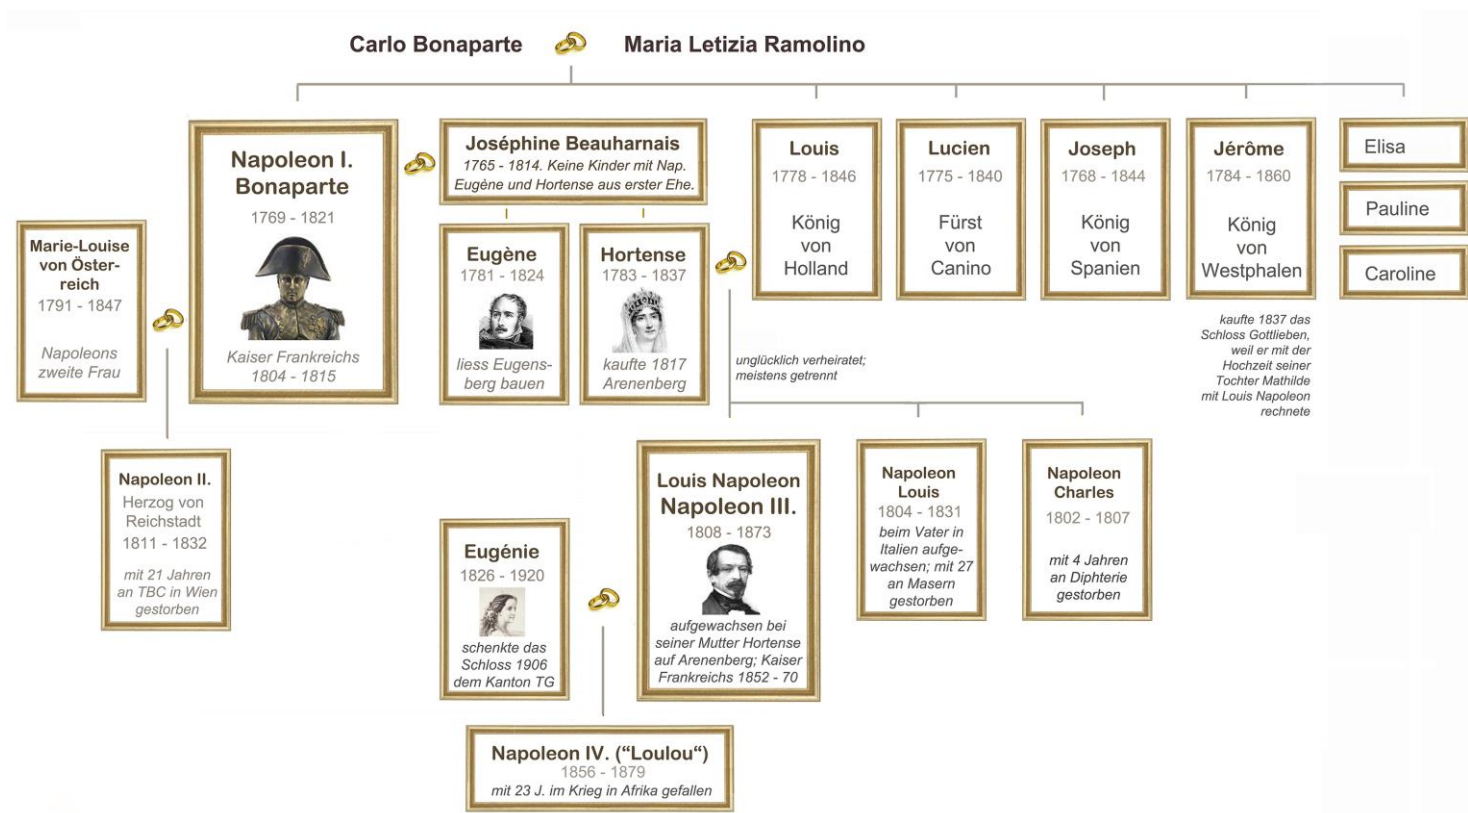 Carlo Bonaparte
Maria Letizia Ramolino
Napoleon I.
Bonaparte
1769 - 1821
Kaiser Frankreichs
1804 - 1815
Joséphine Beauharnais
1765 - 1814. Keine Kinder mit Nap.
Eugène und Hortense aus erster Ehe.
Louis
1778 - 1846
König
von
Holland
Lucien
1775 - 1840
Fürst
von
Canino
Joseph
1768 - 1844
König
von
Spanien
Jérôme
1784 - 1860
König
von
Westphalen
Elisa
Pauline
Caroline
Marie-Louise
von Öster-
reich
1791 - 1847
Napoleons
zweite Frau
Eugène
1781 - 1824
liess Eugens-
berg bauen
Hortense
1783 - 1837
kaufte 1817
Arenenberg
unglücklich verheiratet;
meistens getrennt
kaufte 1837 das
Schloss Gottlieben,
weil er mit der
Hochzeit seiner
Tochter Mathilde
mit Louis Napoleon
rechnete
Napoleon II.
Herzog von
Reichstadt
1811 - 1832
mit 21 Jahren
an TBC in Wien
gestorben
Eugénie
1826 - 1920
schenkte das
Schloss 1906
dem Kanton TG
Louis Napoleon
Napoleon III.
1808 - 1873
aufgewachsen bei
seiner Mutter Hortense
auf Arenenberg; Kaiser
Frankreichs 1852 - 70
Napoleon
Louis
1804 - 1831
beim Vater in
Italien aufge-
wachsen; mit 27
an Masern
gestorben
Napoleon
Charles
1802 - 1807
mit 4 Jahren
an Diphterie
gestorben
Napoleon IV. (“Loulou“)
1856 - 1879
mit 23 J. im Krieg in Afrika gefallen